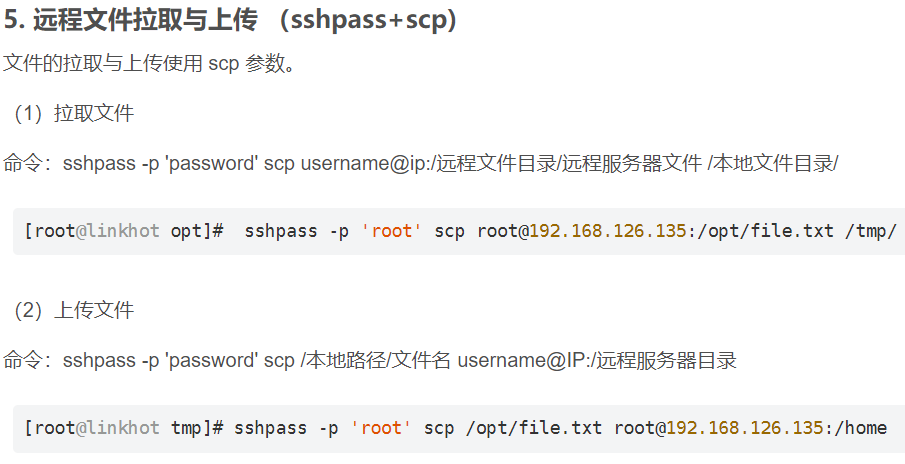 5. 远程文件拉取与上传 （sshpass+scp）
文件的拉取与上传使用 scp 参数。
（1）拉取文件
命令：sshpass -p 'password' scp username@ip:/远程文件目录/远程服务器文件 /本地文件目录/
[root@linkhot opt]#  sshpass -p 'root' scp root@192.168.126.135:/opt/file.txt /tmp/
（2）上传文件
命令：sshpass -p 'password' scp /本地路径/文件名 username@IP:/远程服务器目录
[root@linkhot tmp]# sshpass -p 'root' scp /opt/file.txt root@192.168.126.135:/home